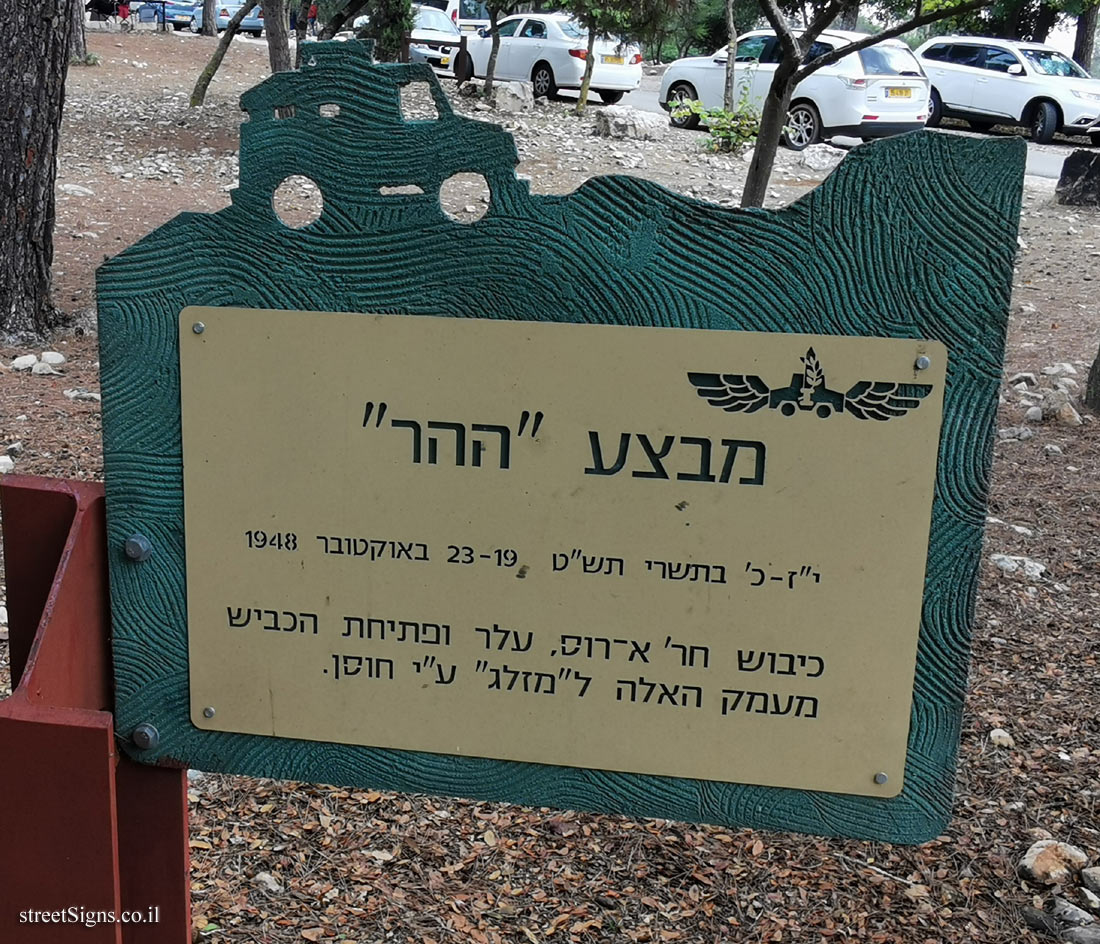 מבצע "ההר"
י"ז-כ' בתשרי תש"ט 23-19 באוקטובר 1948
כיבוש חר' א-רוס, עלר ופתיחת הכביש
מעמק האלה ל"מזלג" ע"י חוסן.
streetSigns.co.il